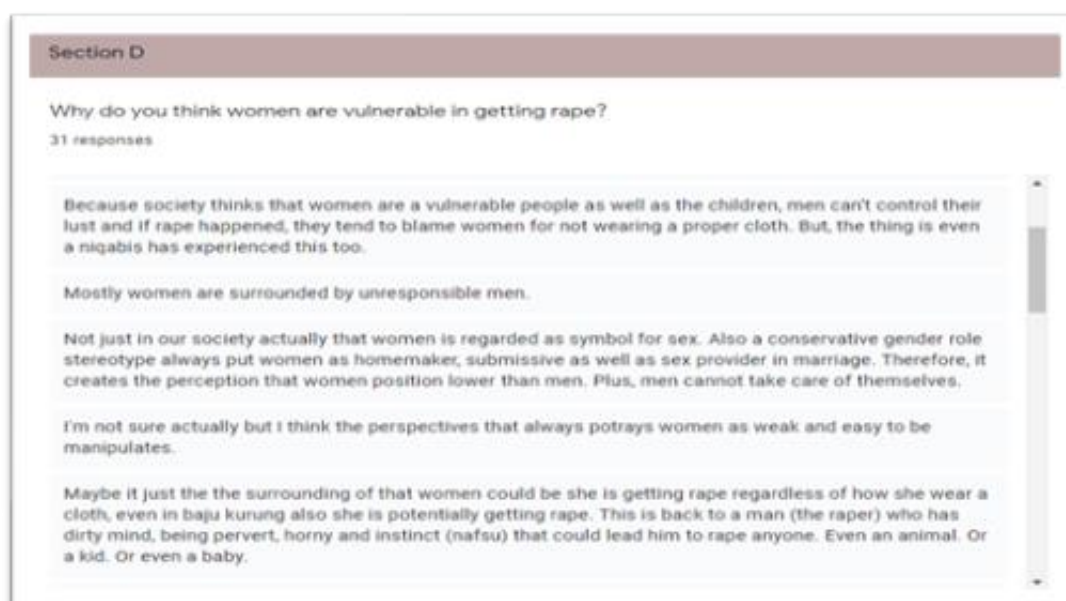 Section D
Why do you think women are vulnerable in getting rape?
31 responses
Because society thinks that women are a vulnerable people as well as the children, men can't control their
lust and if rape happened, they tend to blame women for not wearing a proper cloth. But, the thing is even
a niqabis has experienced this too.
Mostly women are surrounded by unresponsible men.
Not just in our society actually that women is regarded as symbol for sex. Also a conservative gender role
stereotype always put women as homemaker, submissive as well as sex provider in marriage. Therefore, it
creates the perception that women position lower than men. Plus, men cannot take care of themselves.
I'm not sure actually but I think the perspectives that always potrays women as weak and easy to be
manipulates.
Maybe it just the the surrounding of that women could be she is getting rape regardless of how she wear a
cloth, even in baju kurung also she is potentially getting rape. This is back to a man (the raper) who has
dirty mind, being pervert, horny and instinct (nafsu) that could lead him to rape anyone. Even an animal. Or
a kid. Or even a baby.